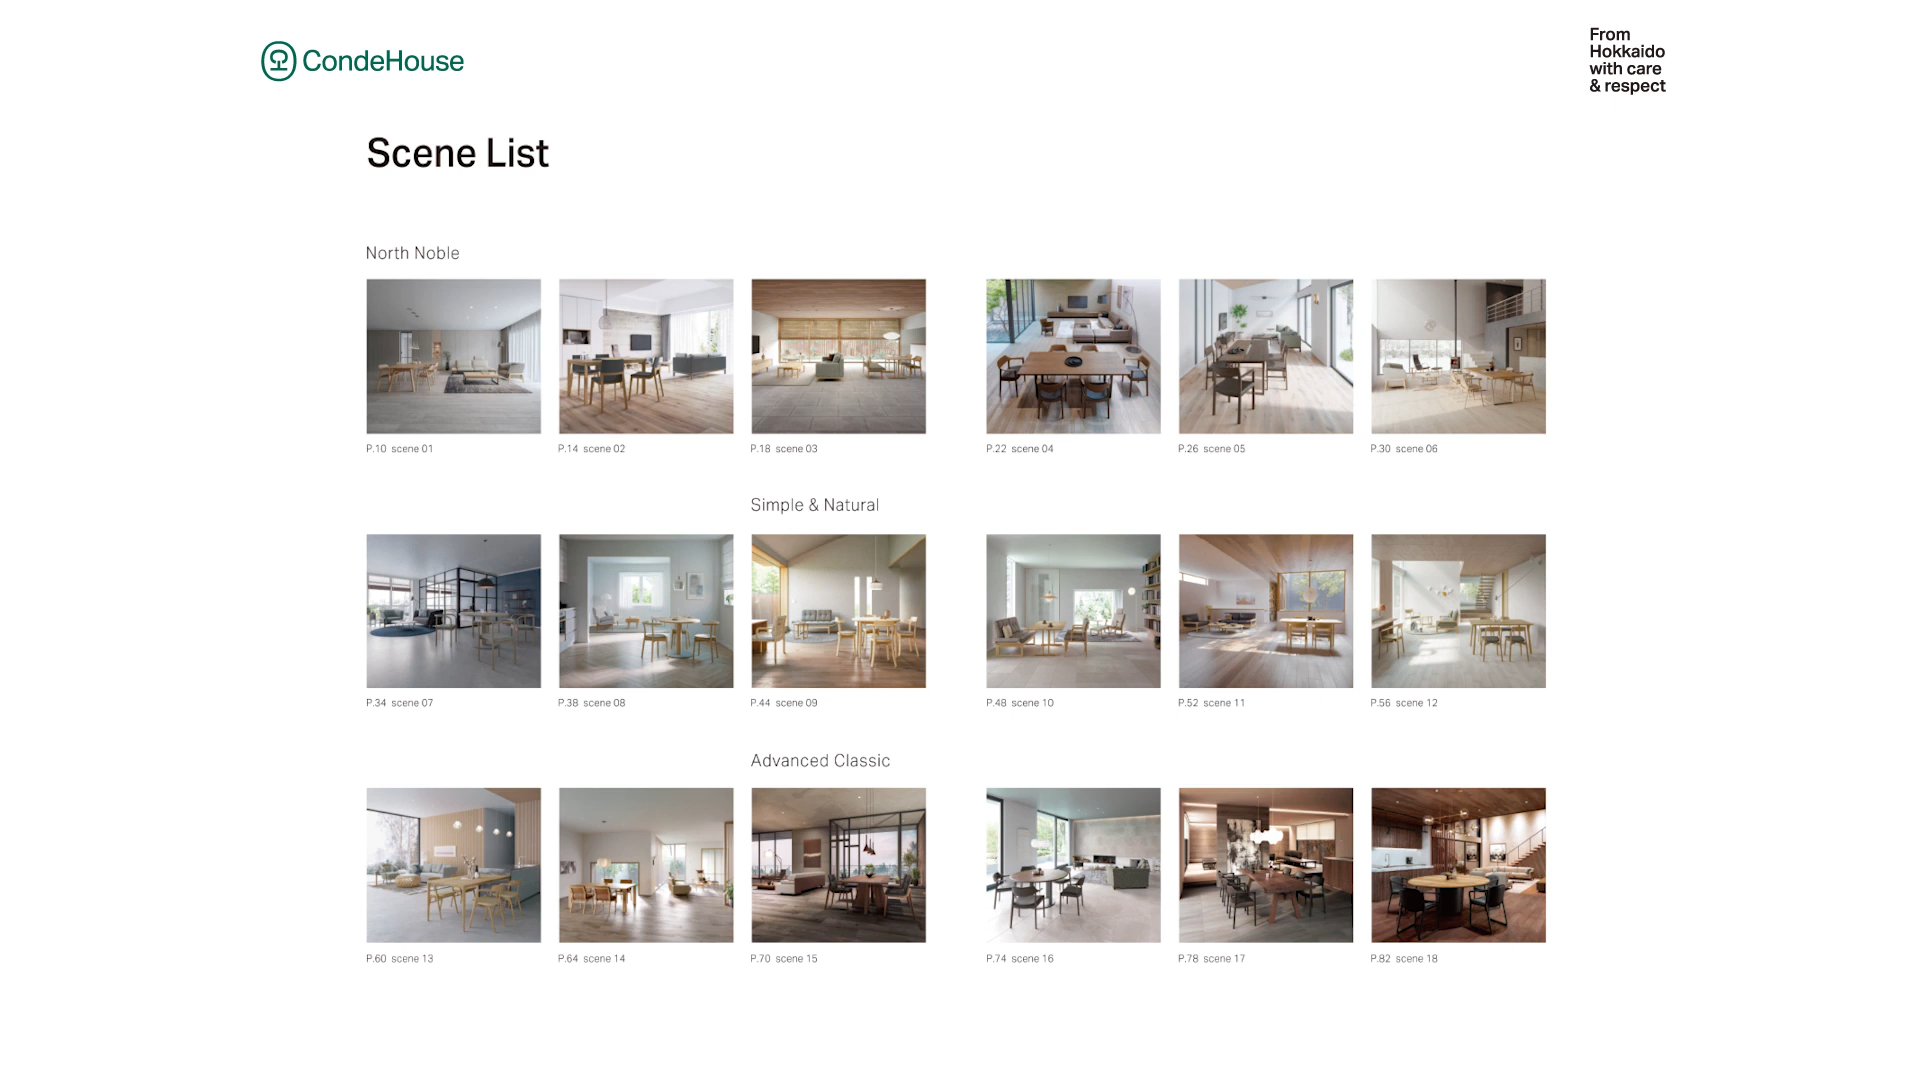 CondeHouse
From
Hokkaido
with care
& respect
Scene List
North Noble
P.10 scene 01
P.14 scene 02
P.18 scene 03
P.22 scene 04
P.26 scene 05
P.30 scene 06
Simple & Natural
P.34 scene 07
P.38 scene 08
P.44 scene 09
P.48 scene 10
P.52 scene 11
P.56 scene 12
Advanced Classic
P.60 scene 13
P.64 scene 14
P.70 scene 15
P.74 scene 16
P.78 scene 17
P.82 scene 18